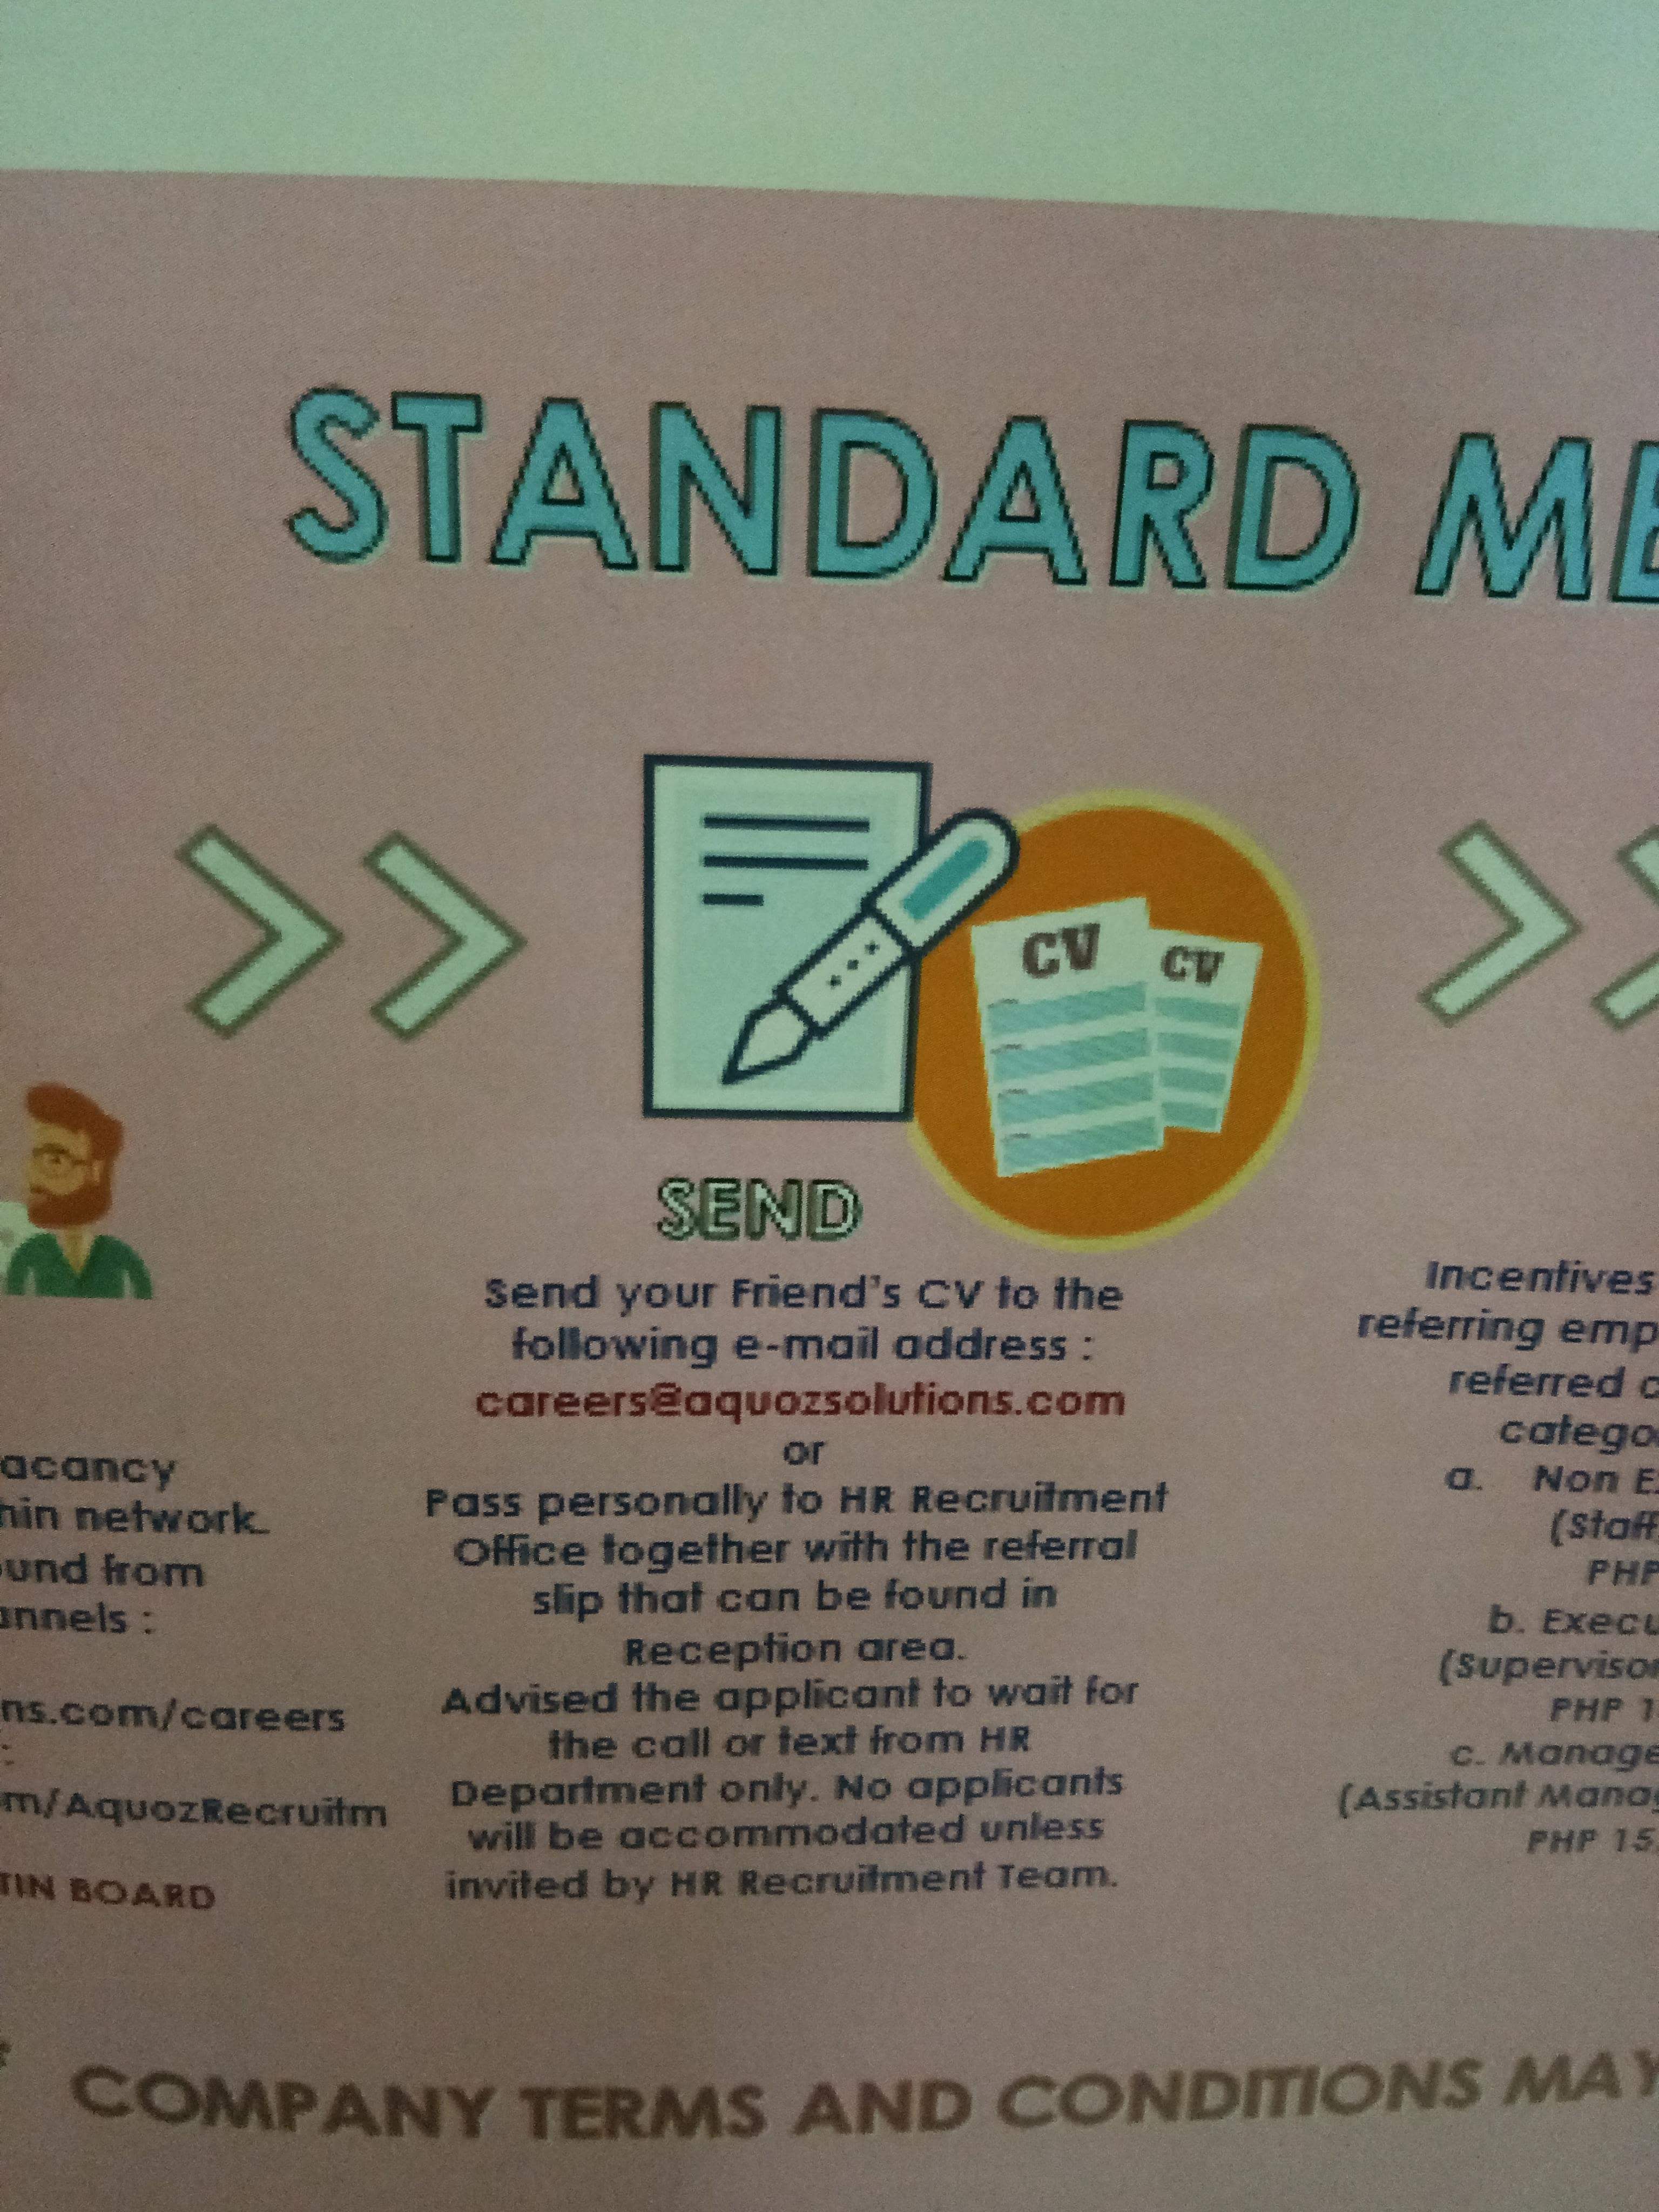 STANDARD ME
CV
CV
SEND
Send your Friend's CV to the
following e-mail address :
careers@aquozsolutions.com
or
Pass personally to HR Recruitment
Office together with the referral
slip that can be found in
Reception area.
Advised the applicant to wait for
the call or text from HR
Department only. No applicants
will be accommodated unless
invited by HR Recruitment Team.
acancy
hin network.
ound from
annels :
ns.com/careers
:
m/AquozRecruitm
TIN BOARD
Incentives
referring emp
referred
catego
a. Non E
(Staff
PHP
b. Execu
(Superviso
PHP 1
c. Manage
(Assistant Manag
PHP 15
COMPANY TERMS AND CONDITIONS MAY